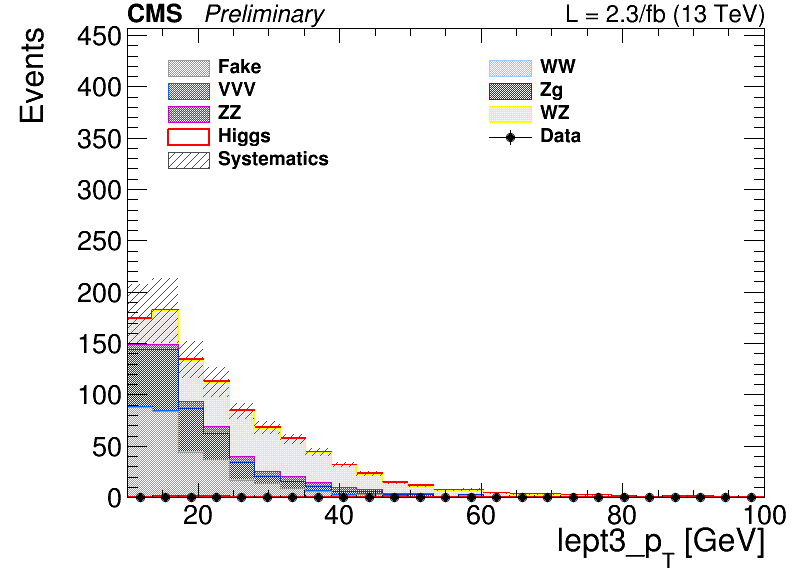 CMS Preliminary L = 2.3/fb (13 TeV)
Events
450
400
350
300
250
200
150
100
50
0
Fake
VVV
ZZ
Higgs
Systematics
WW
Zg
WZ
Data
20 40 60 80 100
lept3_p_T [GeV]